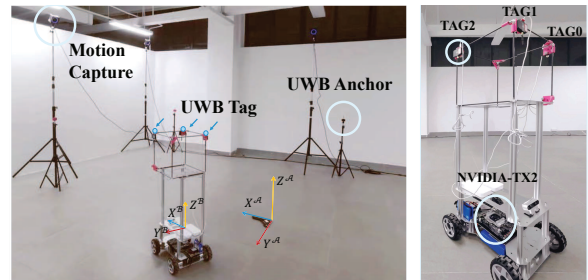 Motion
Capture
UWB Tag
UWB Anchor
Z^𝒜
X^𝒜
Y^𝒜
Z^ℬ
X^ℬ
Y^ℬ
TAG1
TAG2
TAG0
NVIDIA-TX2